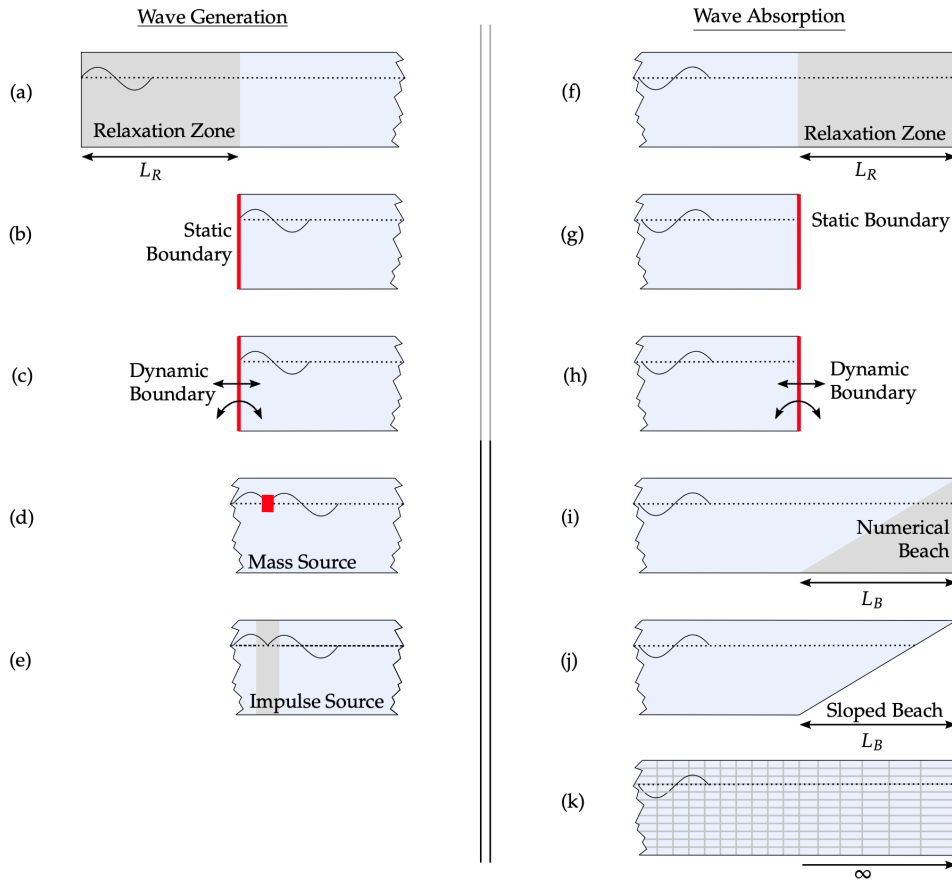 Wave Generation
(a)
Relaxation Zone
L_R
(b)
Static
Boundary
(c)
Dynamic
Boundary
(d)
Mass Source
(e)
Impulse Source
Wave Absorption
(f)
Relaxation Zone
L_R
(g)
Static Boundary
(h)
Dynamic
Boundary
(i)
Numerical
Beach
L_B
(j)
Sloped Beach
L_B
(k)
∞